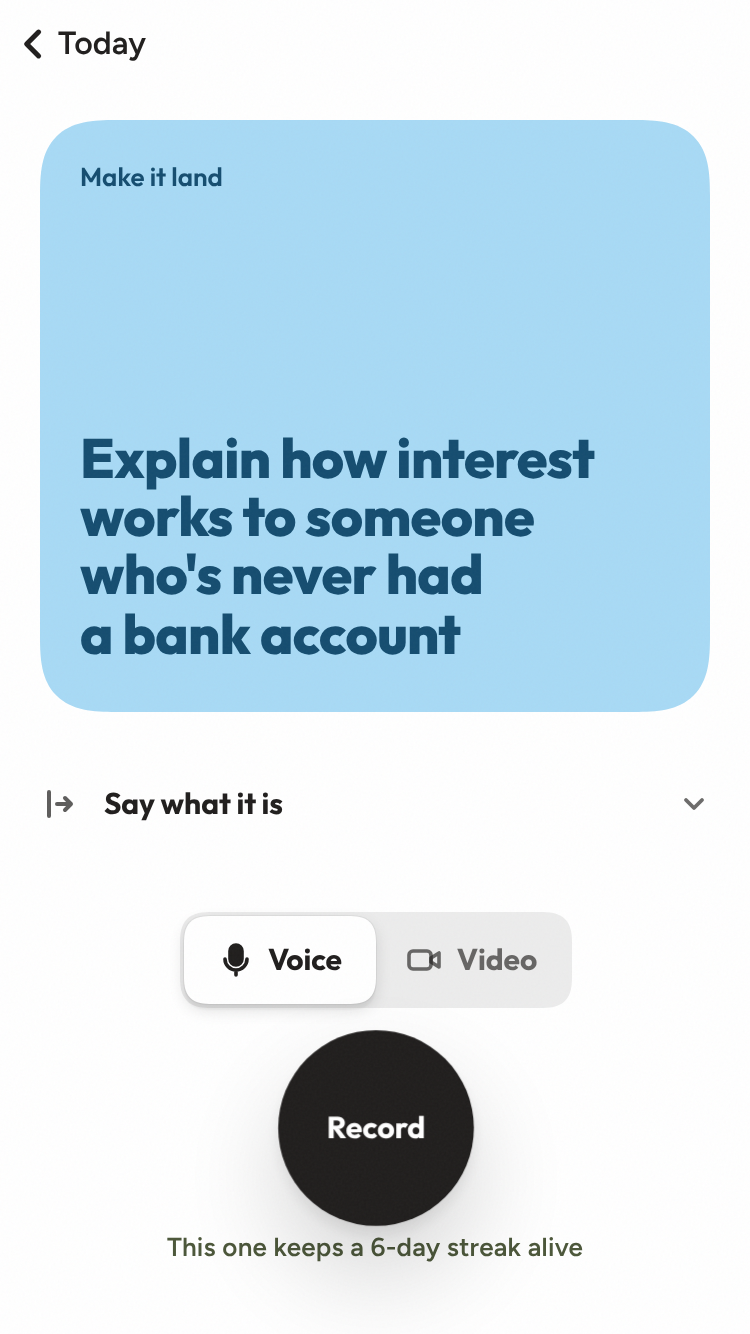 Today
Make it land
Explain how interest
works to someone
who's never had
a bank account
Say what it is
Voice
Video
Record
This one keeps a 6-day streak alive